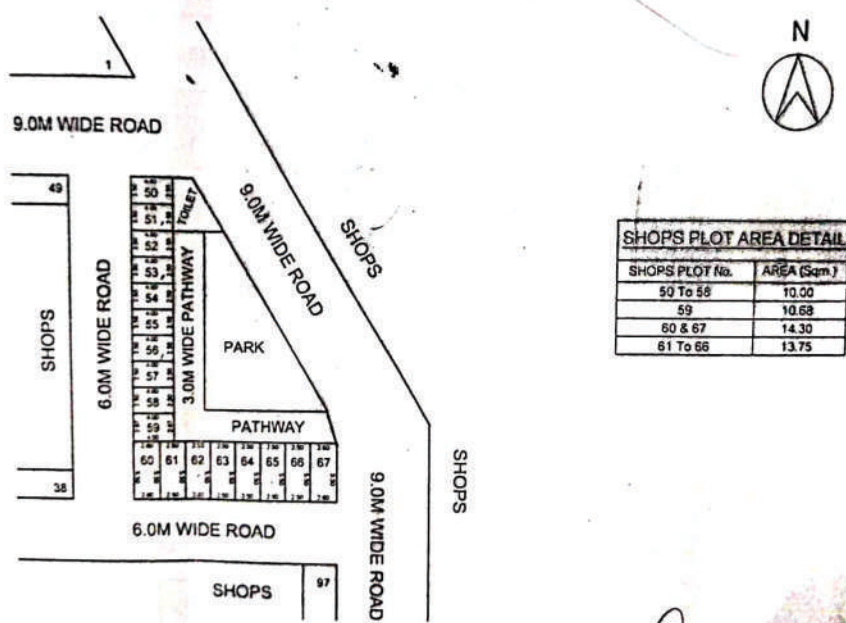 N
1
9.0M WIDE ROAD
49
50
51
52
53
54
55
56
57
58
59
TOILET
9.0M WIDE ROAD
SHOPS
SHOPS
6.0M WIDE ROAD
3.0M WIDE PATHWAY
PARK
PATHWAY
60 61 62 63 64 65 66 67
38
6.0M WIDE ROAD
9.0M WIDE ROAD
SHOPS
SHOPS
97
SHOPS PLOT AREA DETAIL
SHOPS PLOT No. AREA (Sqm.)
50 To 58 10.00
59 10.68
60 & 67 14.30
61 To 66 13.75